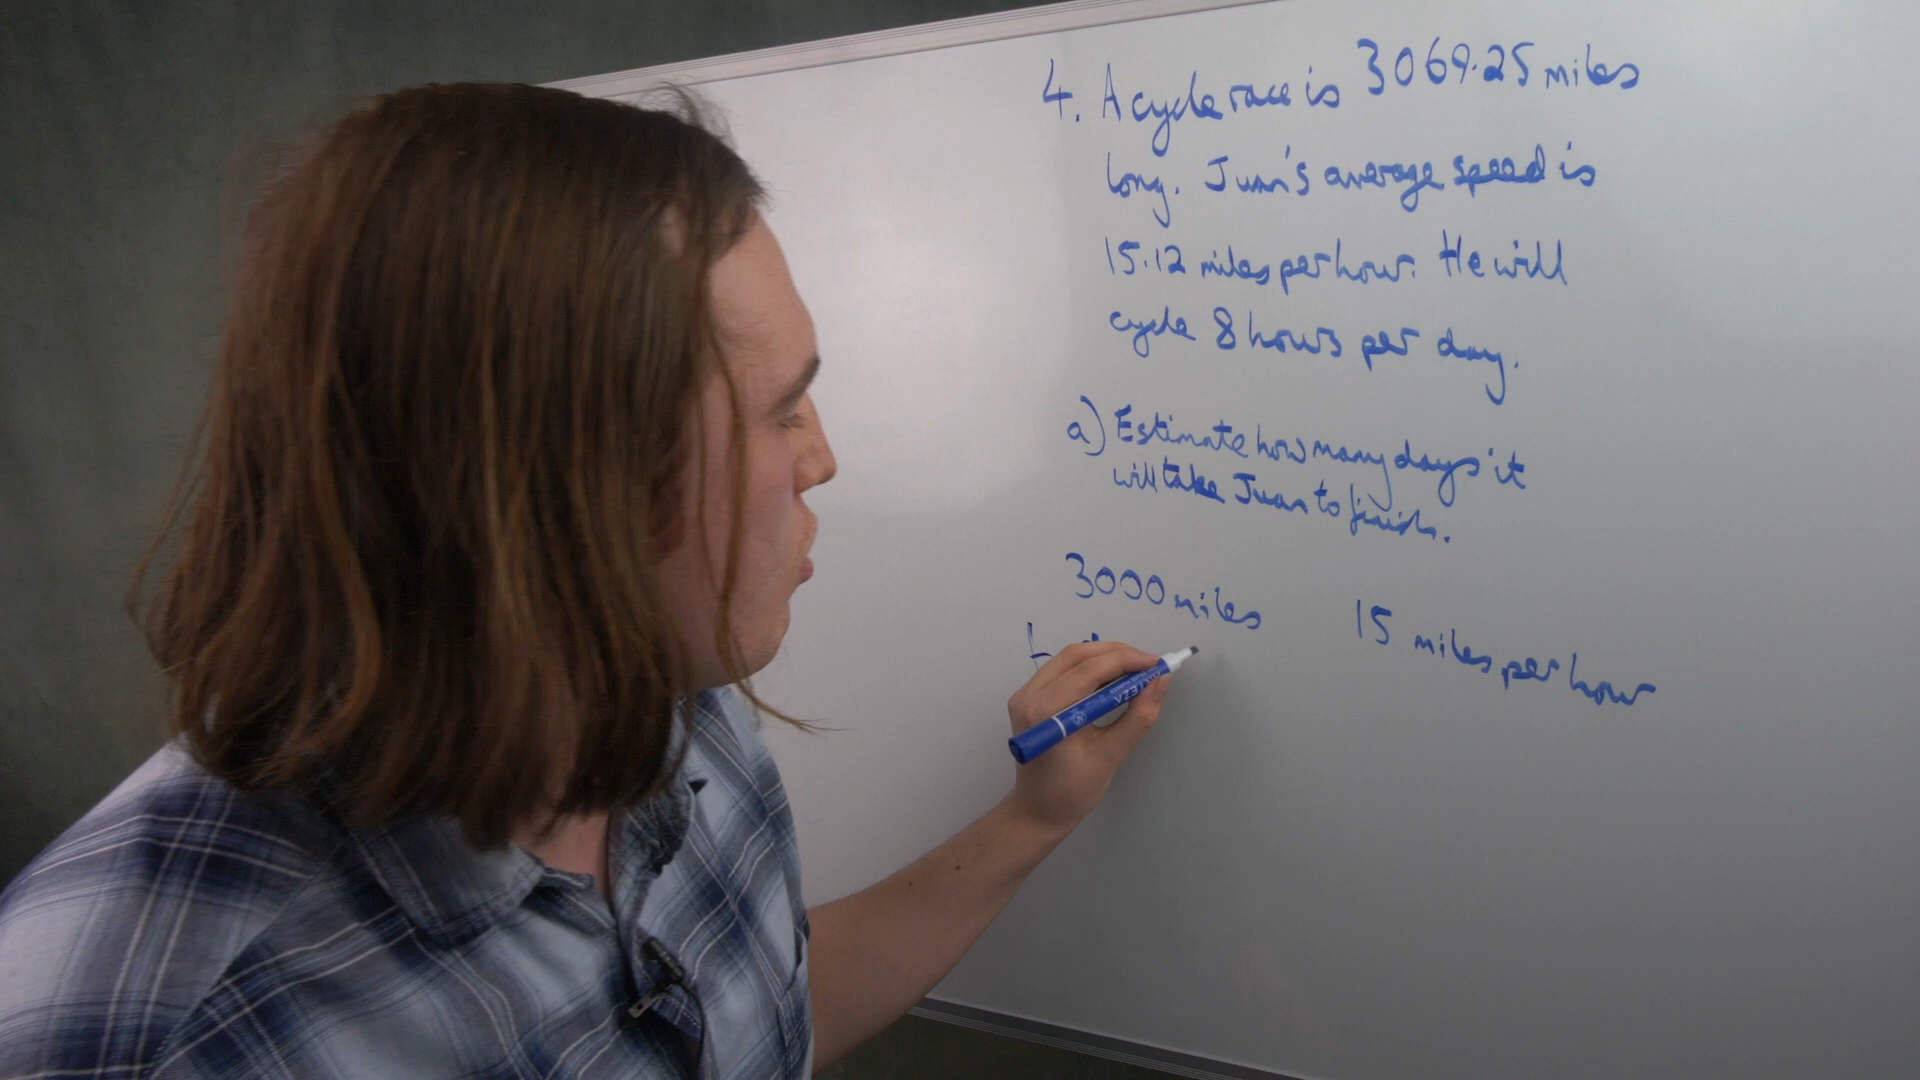 4. A cycle race is 3069.25 miles
long. Juan's average speed is
15.12 miles per hour. He will
cycle 8 hours per day.
a) Estimate how many days it
will take Juan to finish.
3000 miles 15 miles per hour